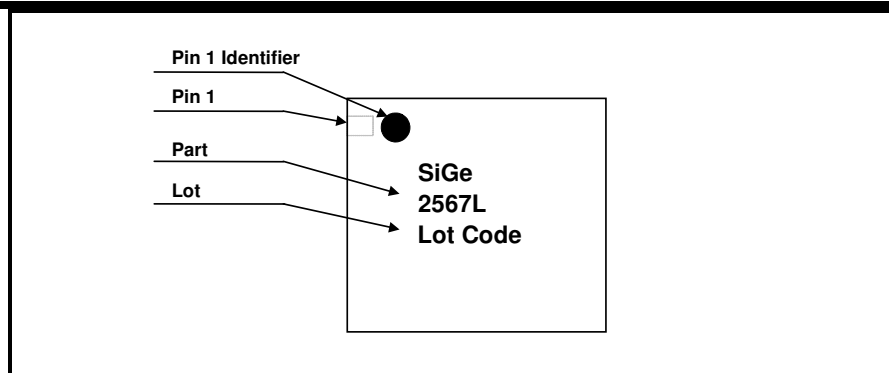 Pin 1 Identifier
Pin 1
Part
Lot
SiGe
2567L
Lot Code